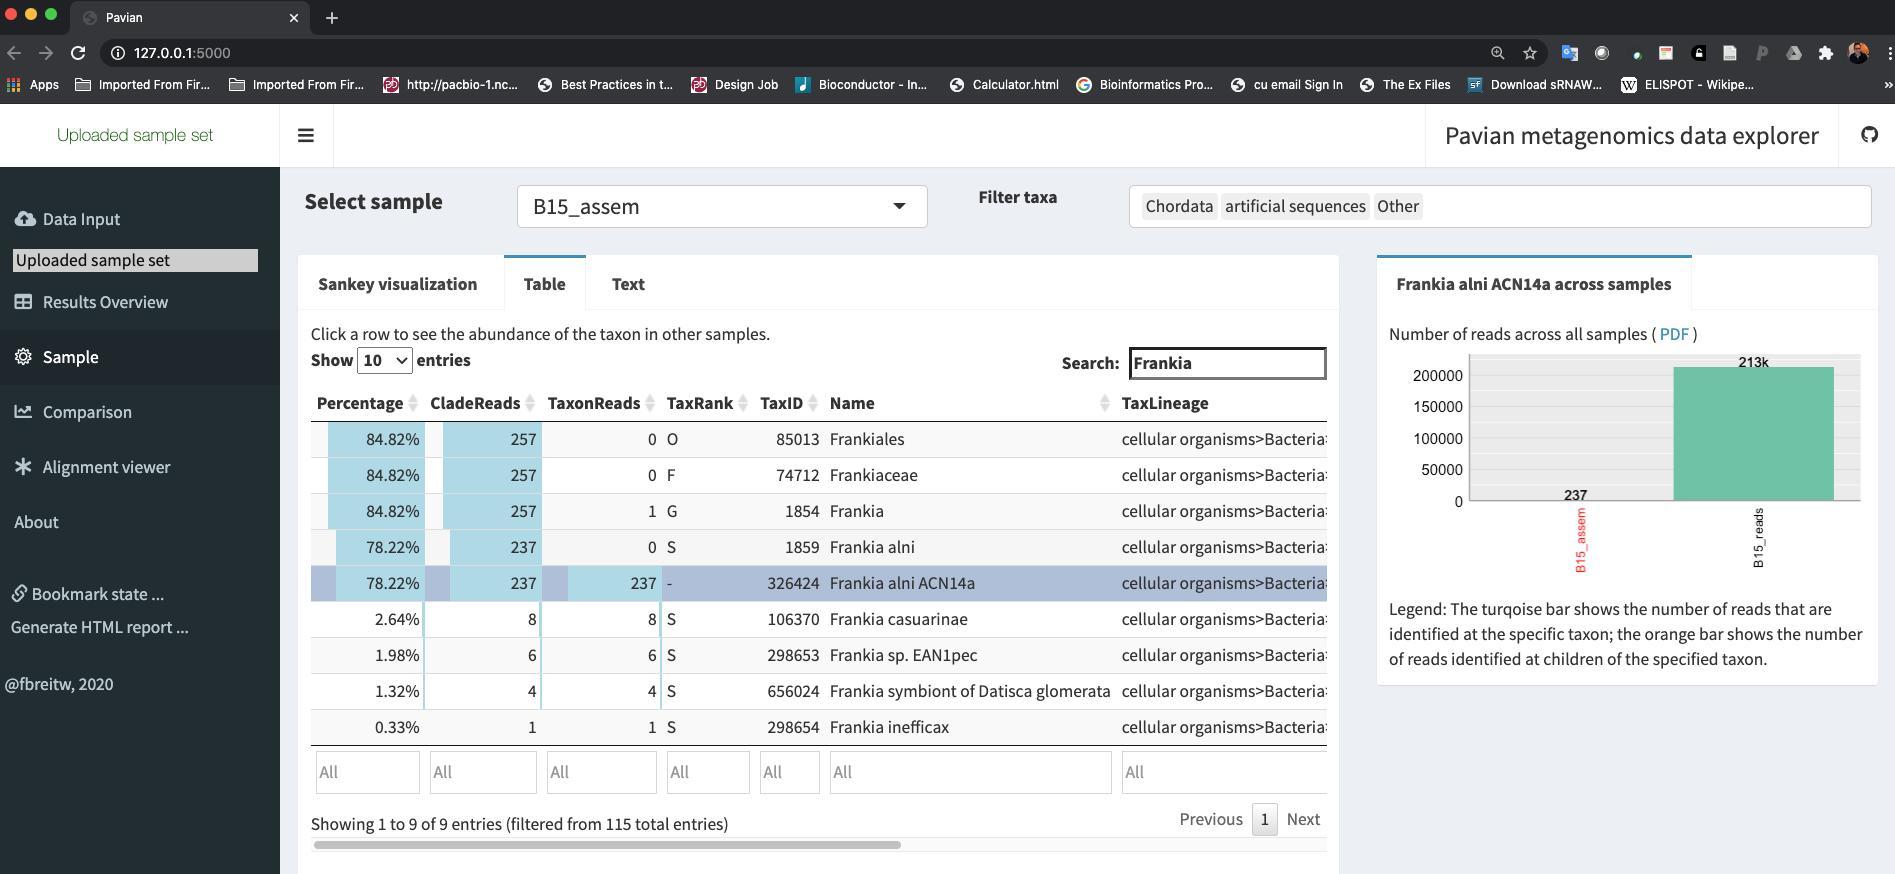 Pavian
127.0.0.1:5000
Apps Imported From Fir... Imported From Fir... http://pacbio-1.nc... Best Practices in t... Design Job Bioconductor - In... Calculator.html Bioinformatics Pro... cu email Sign In The Ex Files Download sRNAW... ELISPOT - Wikipe... »
Uploaded sample set
Pavian metagenomics data explorer
Data Input
Uploaded sample set
Results Overview
Sample
Comparison
Alignment viewer
About
Bookmark state ...
Generate HTML report ...
@fbreitw, 2020
Select sample B15_assem Filter taxa Chordata artificial sequences Other
Sankey visualization Table Text
Click a row to see the abundance of the taxon in other samples.
Show 10 entries
Search: Frankia
Percentage CladeReads TaxonReads TaxRank TaxID Name TaxLineage
84.82% 257 0 O 85013 Frankiales cellular organisms>Bacteria
84.82% 257 0 F 74712 Frankiaceae cellular organisms>Bacteria
84.82% 257 1 G 1854 Frankia cellular organisms>Bacteria
78.22% 237 0 S 1859 Frankia alni cellular organisms>Bacteria
78.22% 237 237 - 326424 Frankia alni ACN14a cellular organisms>Bacteria
2.64% 8 8 S 106370 Frankia casuarinae cellular organisms>Bacteria
1.98% 6 6 S 298653 Frankia sp. EAN1pec cellular organisms>Bacteria
1.32% 4 4 S 656024 Frankia symbiont of Datisca glomerata cellular organisms>Bacteria
0.33% 1 1 S 298654 Frankia inefficax cellular organisms>Bacteria
All All All All All All All
Showing 1 to 9 of 9 entries (filtered from 115 total entries)
Previous 1 Next
Frankia alni ACN14a across samples
Number of reads across all samples ( PDF )
213k
200000
150000
100000
50000
0
237
B15_assem
B15_reads
Legend: The turqoise bar shows the number of reads that are
identified at the specific taxon; the orange bar shows the number
of reads identified at children of the specified taxon.